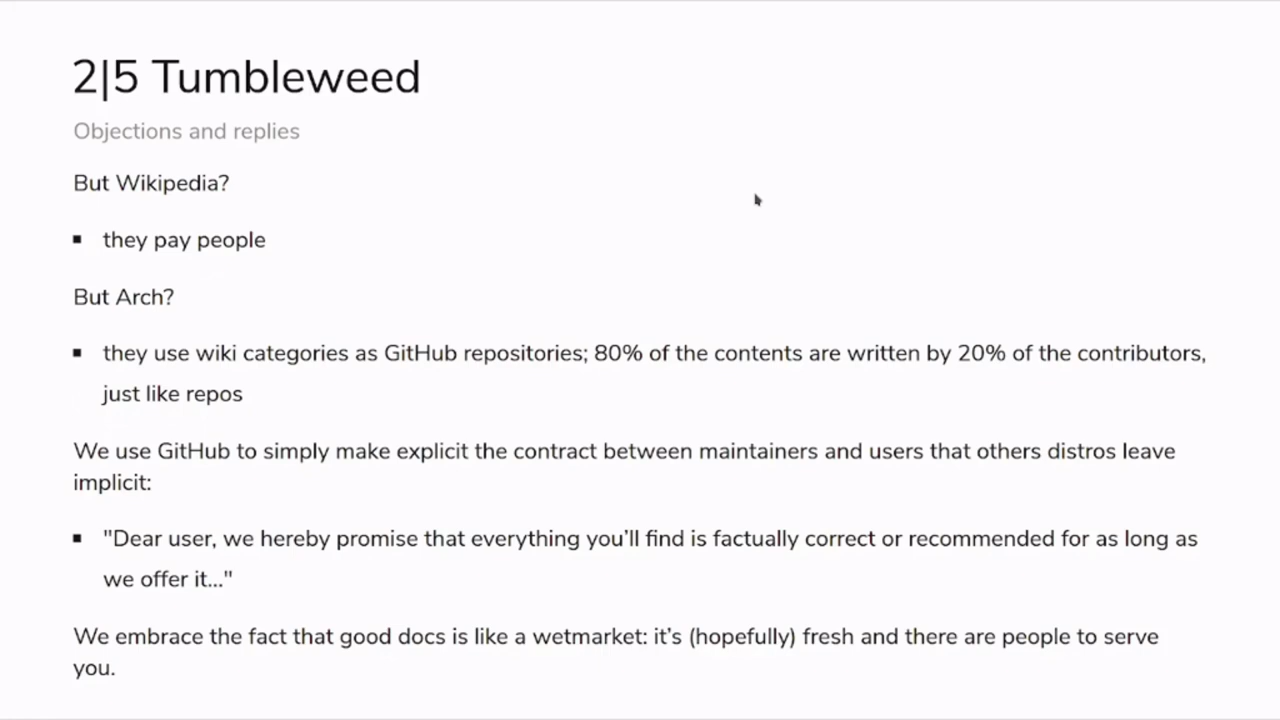 2|5 Tumbleweed
Objections and replies
But Wikipedia?
▪ they pay people
But Arch?
▪ they use wiki categories as GitHub repositories; 80% of the contents are written by 20% of the contributors,
just like repos
We use GitHub to simply make explicit the contract between maintainers and users that others distros leave
implicit:
▪ "Dear user, we hereby promise that everything you'll find is factually correct or recommended for as long as
we offer it..."
We embrace the fact that good docs is like a wetmarket: it's (hopefully) fresh and there are people to serve
you.